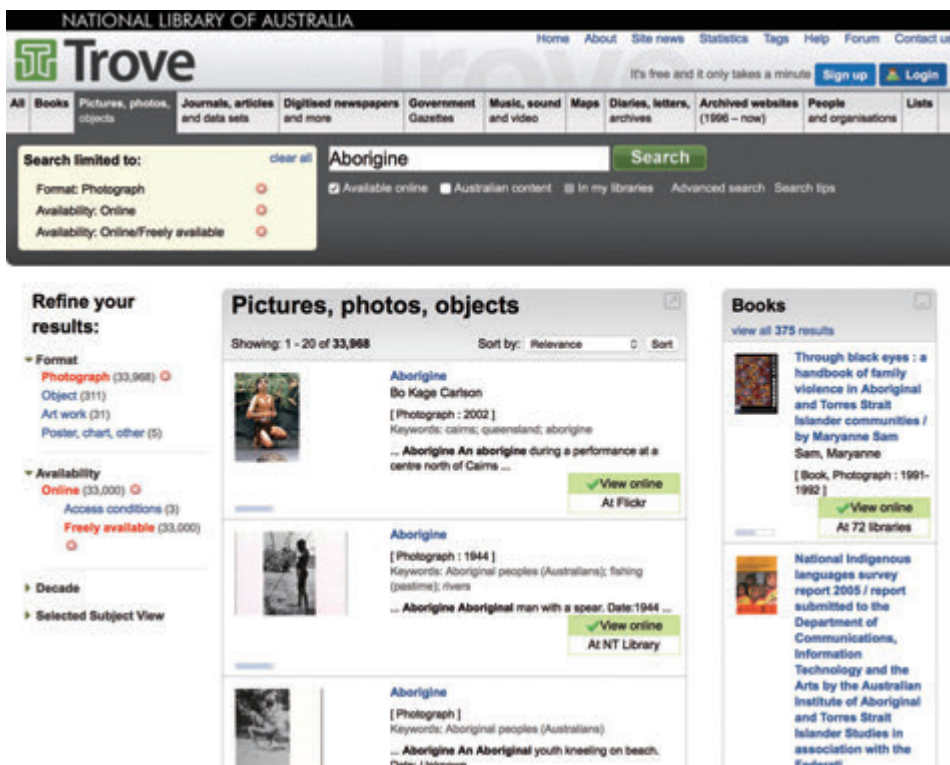 NATIONAL LIBRARY OF AUSTRALIA
Trove
Home About Site news Statistics Tags Help Forum Contact us
It's free and it only takes a minute Sign up Login
All Books Pictures, photos, objects Journals, articles and data sets Digitised newspapers and more Government Gazettes Music, sound and video Maps Diaries, letters, archives Archived websites (1996 – now) People and organisations Lists
Search limited to: clear all
Format: Photograph
Availability: Online
Availability: Online/Freely available
Aborigine Search
Available online Australian content In my libraries Advanced search Search tips
Refine your
results:
Format
Photograph (33,968)
Object (311)
Art work (31)
Poster, chart, other (5)
Availability
Online (33,000)
Access conditions (3)
Freely available (33,000)
Decade
Selected Subject View
Pictures, photos, objects
Showing: 1 - 20 of 33,968 Sort by: Relevance Sort
Aborigine
Bo Kage Carlson
[ Photograph : 2002 ]
Keywords: cairns; queensland; aborigine
... Aborigine An aborigine during a performance at a
centre north of Cairns ...
View online
At Flickr
Aborigine
[ Photograph : 1944 ]
Keywords: Aboriginal peoples (Australians); fishing
(pastime); rivers
... Aborigine Aboriginal man with a spear. Date:1944 ...
View online
At NT Library
Aborigine
[ Photograph ]
Keywords: Aboriginal peoples (Australians)
... Aborigine An Aboriginal youth kneeling on beach.
Date: Unknown
Books
view all 375 results
Through black eyes : a
handbook of family
violence in Aboriginal
and Torres Strait
Islander communities /
by Maryanne Sam
Sam, Maryanne
[ Book, Photograph : 1991-
1992 ]
View online
At 72 libraries
National Indigenous
languages survey
report 2005 / report
submitted to the
Department of
Communications,
Information
Technology and the
Arts by the Australian
Institute of Aboriginal
and Torres Strait
Islander Studies in
association with the
Federati